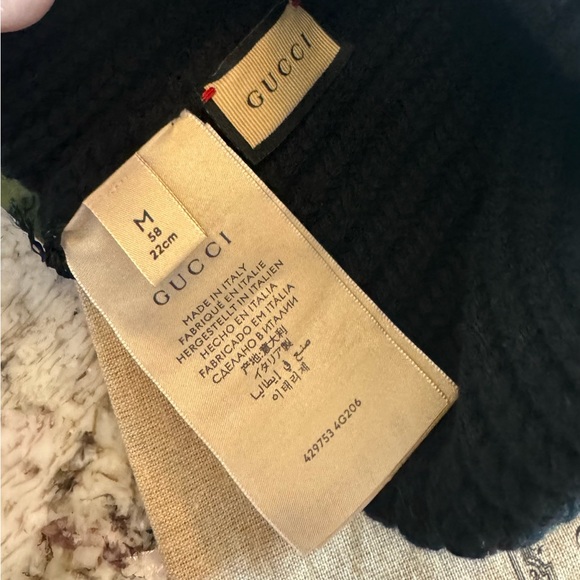 GUCCI
M
58
22cm
GUCCI
MADE IN ITALY
FABRIQUÉ EN ITALIE
HERGESTELLT IN ITALIEN
HECHO EN ITALIA
FABRICADO EM ITÁLIA
СДЕЛАНО В ИТАЛИИ
产地:意大利
イタリア製
صنع في إيطاليا
이태리제
429753 4G206